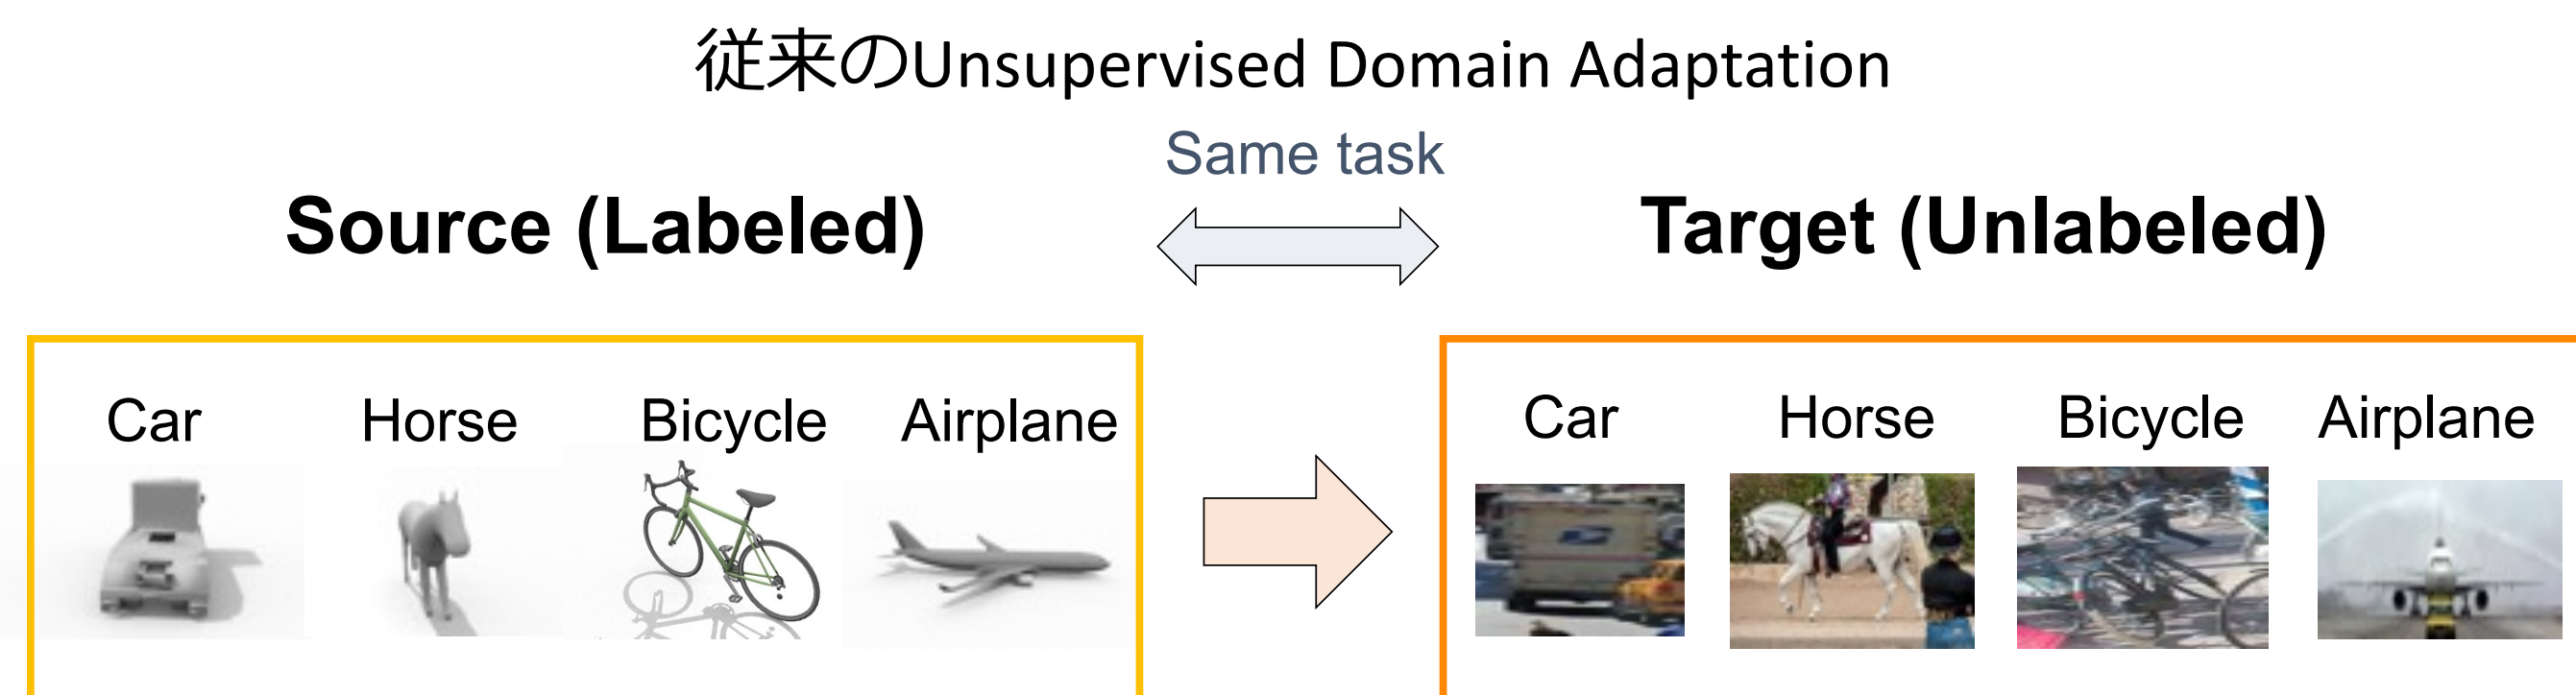 従来のUnsupervised Domain Adaptation
Same task
Source (Labeled)
Target (Unlabeled)
Car Horse Bicycle Airplane
Car Horse Bicycle Airplane